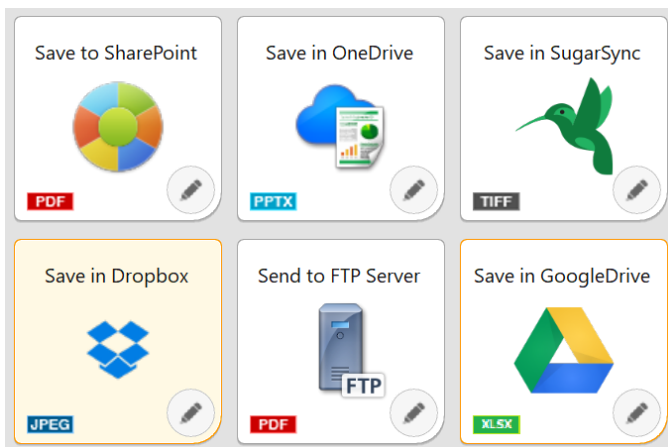 Save to SharePoint
Save in OneDrive
Save in SugarSync
PDF
PPTX
TIFF
Save in Dropbox
Send to FTP Server
Save in GoogleDrive
FTP
JPEG
PDF
XLSX